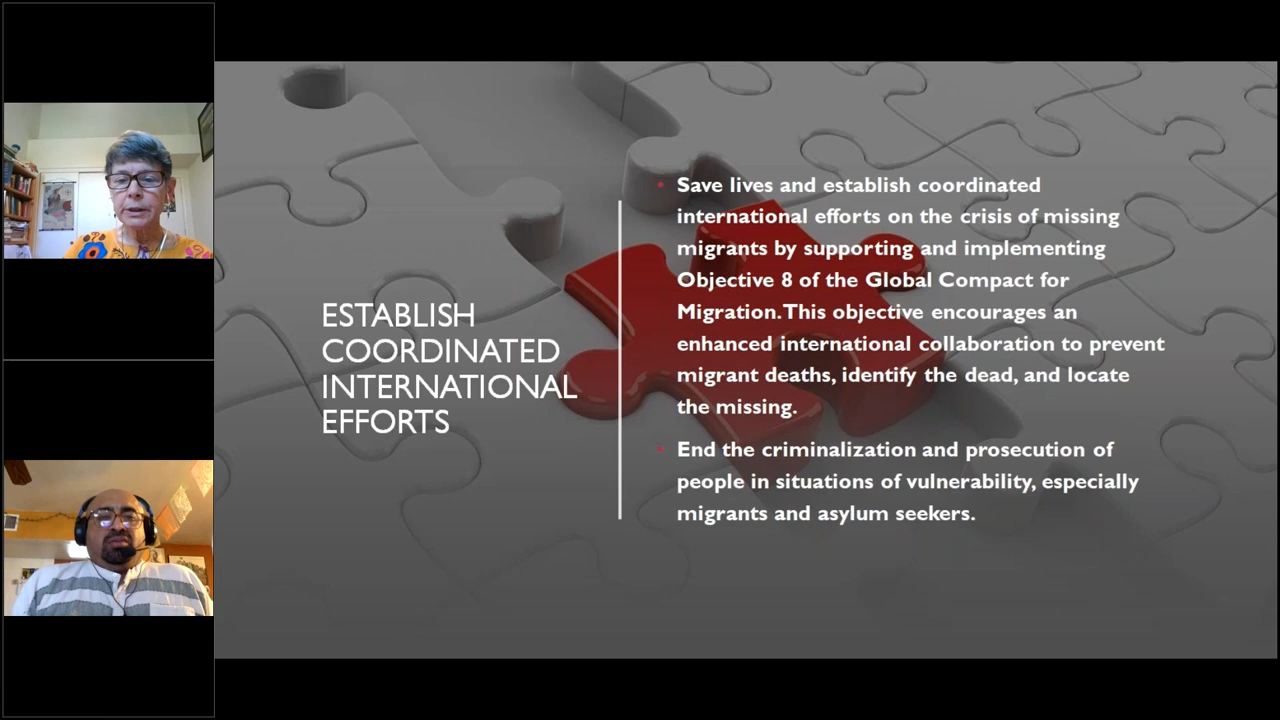 ESTABLISH
COORDINATED
INTERNATIONAL
EFFORTS
Save lives and establish coordinated
international efforts on the crisis of missing
migrants by supporting and implementing
Objective 8 of the Global Compact for
Migration. This objective encourages an
enhanced international collaboration to prevent
migrant deaths, identify the dead, and locate
the missing.
End the criminalization and prosecution of
people in situations of vulnerability, especially
migrants and asylum seekers.